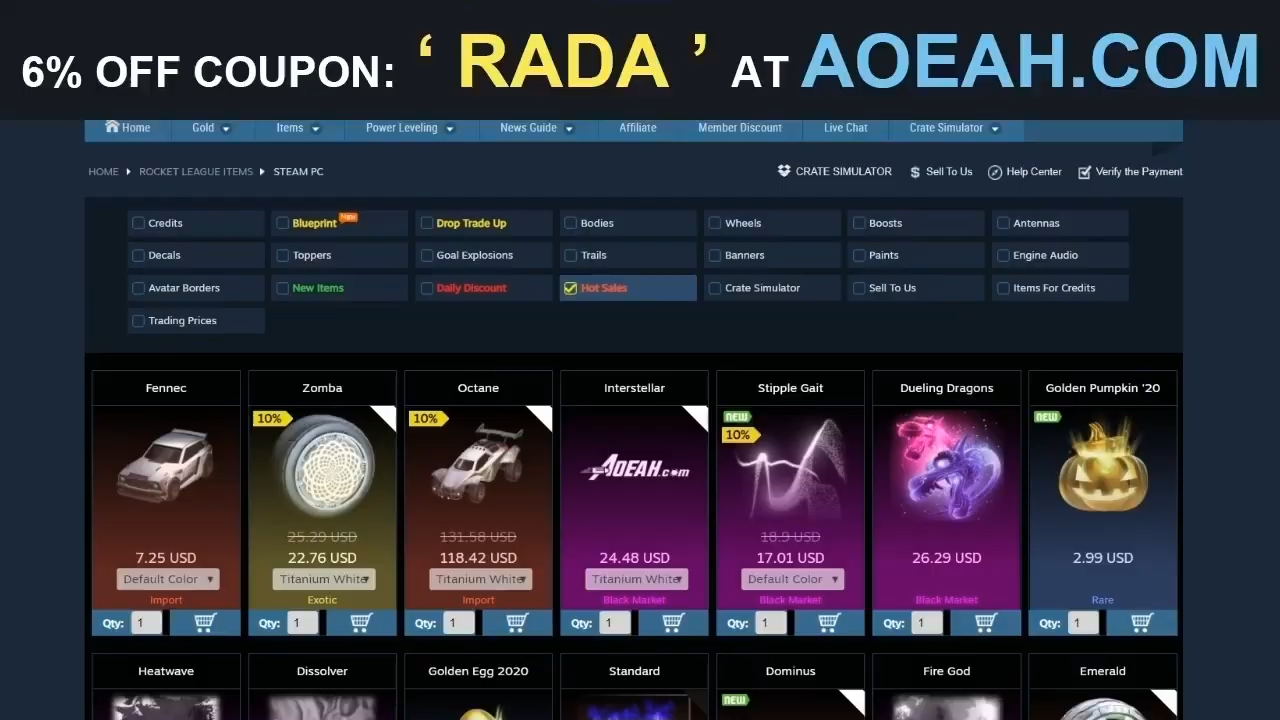 6% OFF COUPON: ‘ RADA ’ AT AOEAH.COM
Home Gold Items Power Leveling News Guide Affiliate Member Discount Live Chat Crate Simulator
HOME ROCKET LEAGUE ITEMS STEAM PC CRATE SIMULATOR $ Sell To Us Help Center Verify the Payment
Credits Blueprint New Drop Trade Up Bodies Wheels Boosts Antennas
Decals Toppers Goal Explosions Trails Banners Paints Engine Audio
Avatar Borders New Items Daily Discount Hot Sales Crate Simulator Sell To Us Items For Credits
Trading Prices
Fennec Zomba Octane Interstellar Stipple Gait Dueling Dragons Golden Pumpkin '20
10% 10% NEW NEW
10%
AOEAH.com
25.29 USD 131.58 USD 18.9 USD
7.25 USD 22.76 USD 118.42 USD 24.48 USD 17.01 USD 26.29 USD 2.99 USD
Default Color Titanium White Titanium White Titanium White Default Color
Import Exotic Import Black Market Black Market Black Market Rare
Qty: 1 Qty: 1 Qty: 1 Qty: 1 Qty: 1 Qty: 1 Qty: 1
Heatwave Dissolver Golden Egg 2020 Standard Dominus Fire God Emerald
NEW